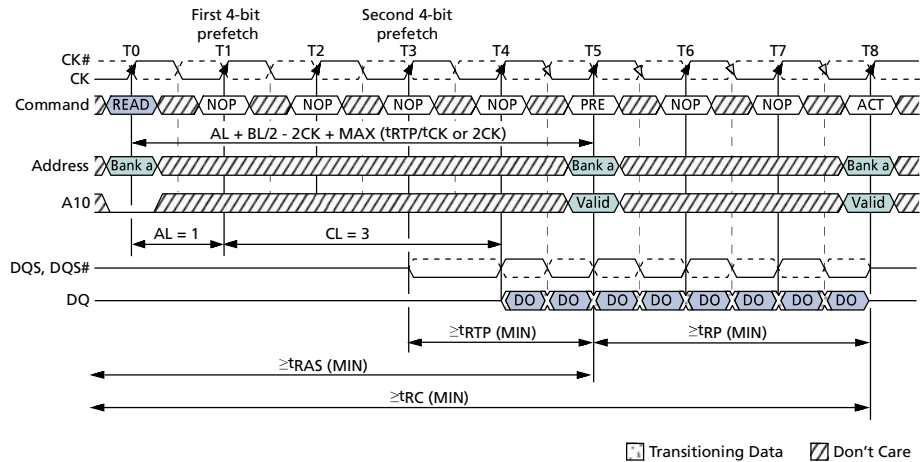 First 4-bit prefetch
Second 4-bit prefetch
CK# T0 T1 T2 T3 T4 T5 T6 T7 T8
CK
Command READ NOP NOP NOP NOP PRE NOP NOP ACT
AL + BL/2 - 2CK + MAX (tRTP/tCK or 2CK)
Address Bank a Bank a Bank a
A10 Valid Valid
AL = 1 CL = 3
DQS, DQS#
DQ DO DO DO DO DO DO DO DO
≥tRTP (MIN) ≥tRP (MIN)
≥tRAS (MIN)
≥tRC (MIN)
Transitioning Data Don't Care